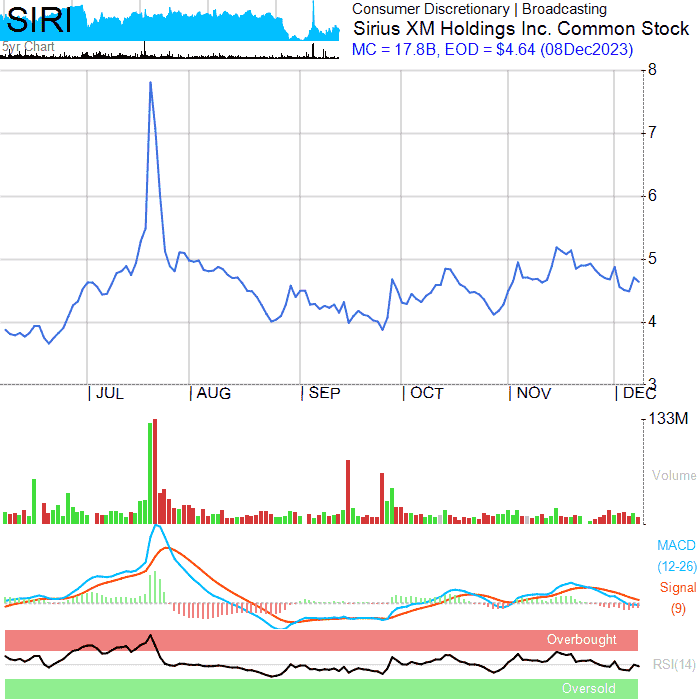 SIRI
5yr Chart
Consumer Discretionary | Broadcasting
Sirius XM Holdings Inc. Common Stock
MC = 17.8B, EOD = $4.64 (08Dec2023)
8
7
6
5
4
3
| JUL | AUG | SEP | OCT | NOV | DEC
133M
Volume
MACD
(12-26)
Signal
(9)
Overbought
RSI(14)
Oversold